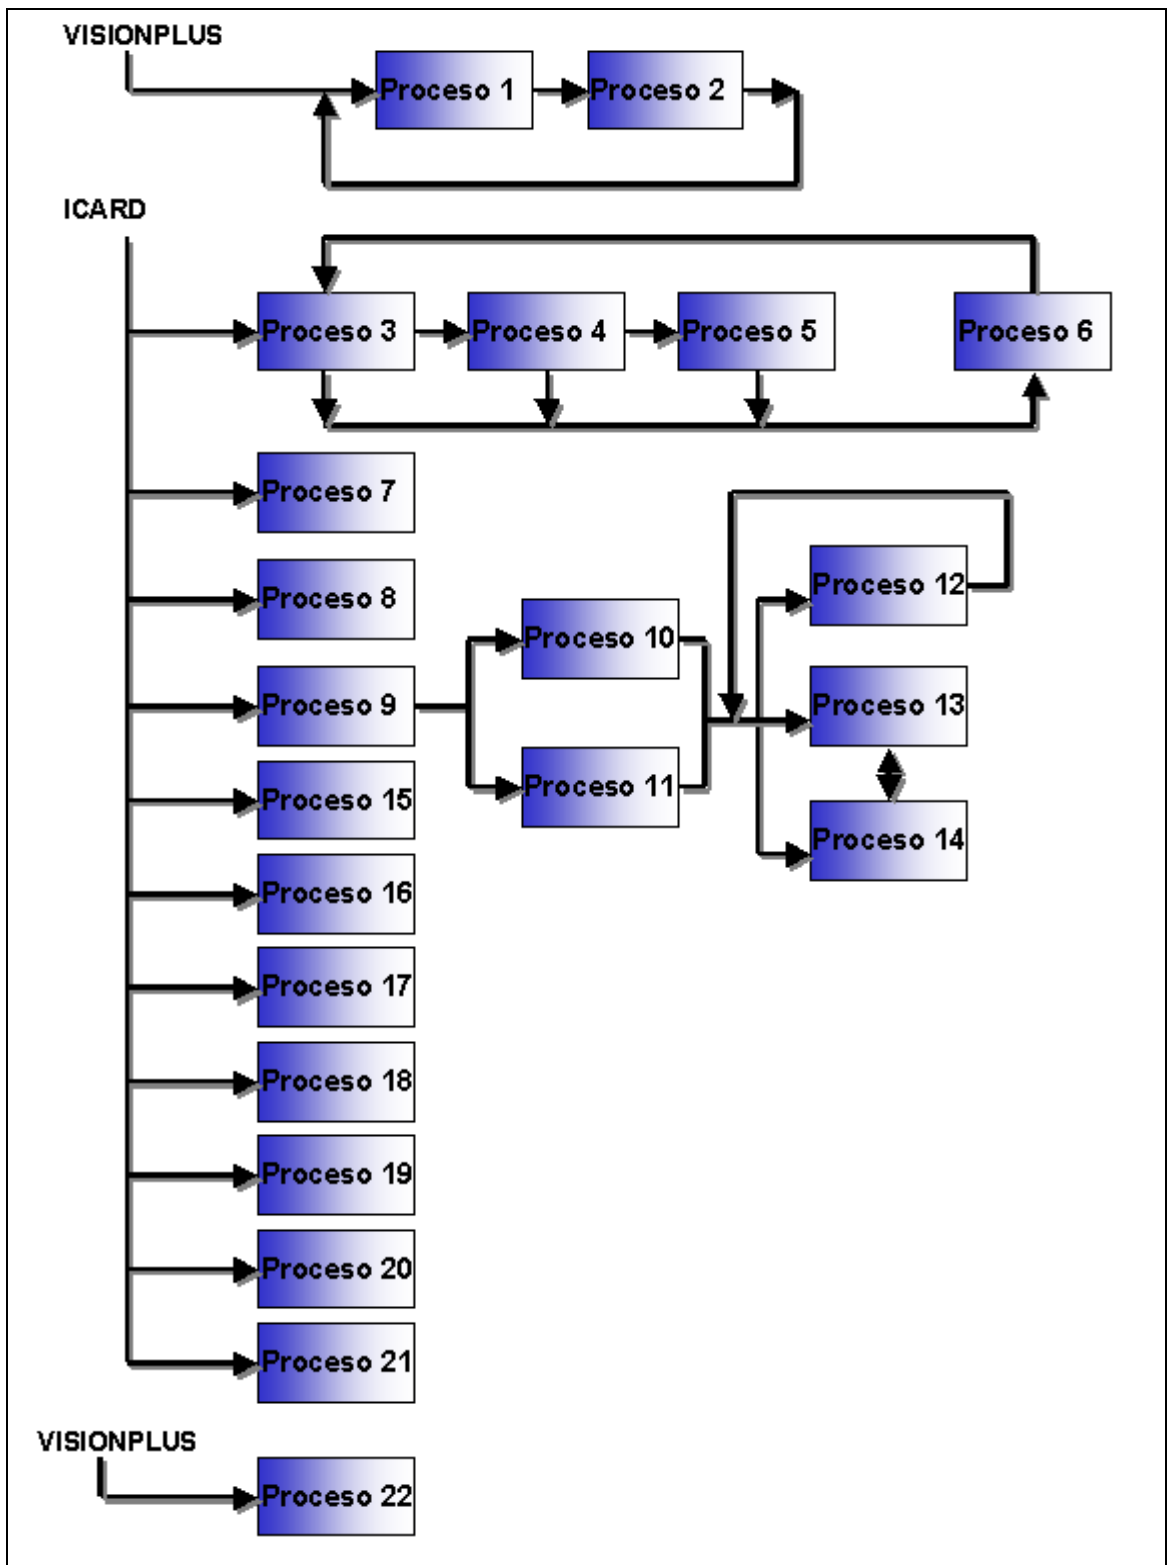 VISIONPLUS
Proceso 1
Proceso 2
ICARD
Proceso 3
Proceso 4
Proceso 5
Proceso 6
Proceso 7
Proceso 8
Proceso 9
Proceso 10
Proceso 11
Proceso 12
Proceso 13
Proceso 14
Proceso 15
Proceso 16
Proceso 17
Proceso 18
Proceso 19
Proceso 20
Proceso 21
VISIONPLUS
Proceso 22